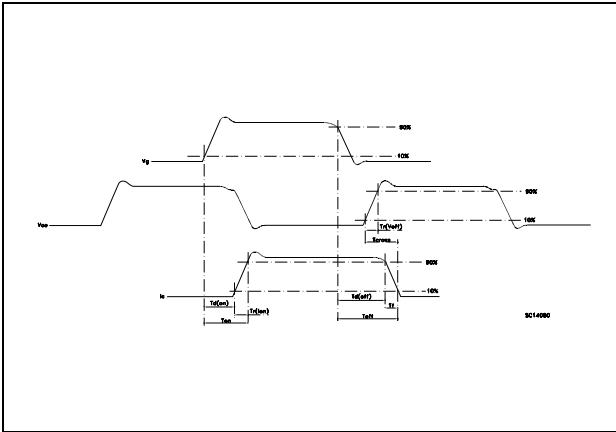 90%
Vg
10%
90%
10%
Vce
Tr(Voff)
Tcross
90%
10%
Ic
Td(on)
Td(off)
Tf
Tr(Ion)
Ton
Toff
SC14080